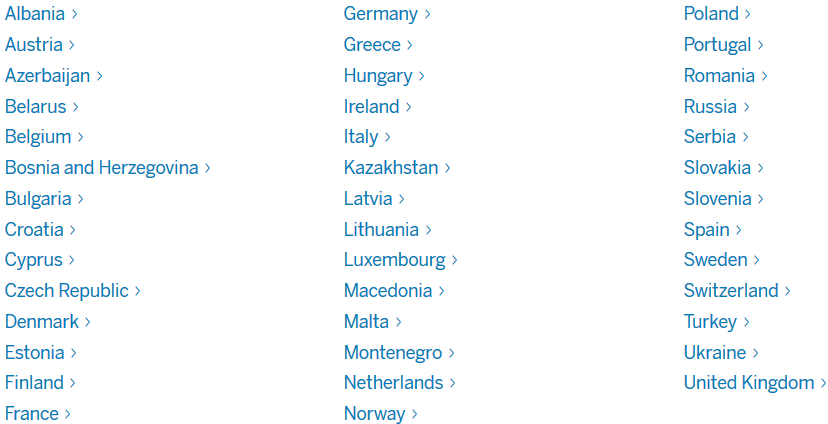 Albania >
Austria >
Azerbaijan >
Belarus >
Belgium >
Bosnia and Herzegovina >
Bulgaria >
Croatia >
Cyprus >
Czech Republic >
Denmark >
Estonia >
Finland >
France >
Germany >
Greece >
Hungary >
Ireland >
Italy >
Kazakhstan >
Latvia >
Lithuania >
Luxembourg >
Macedonia >
Malta >
Montenegro >
Netherlands >
Norway >
Poland >
Portugal >
Romania >
Russia >
Serbia >
Slovakia >
Slovenia >
Spain >
Sweden >
Switzerland >
Turkey >
Ukraine >
United Kingdom >